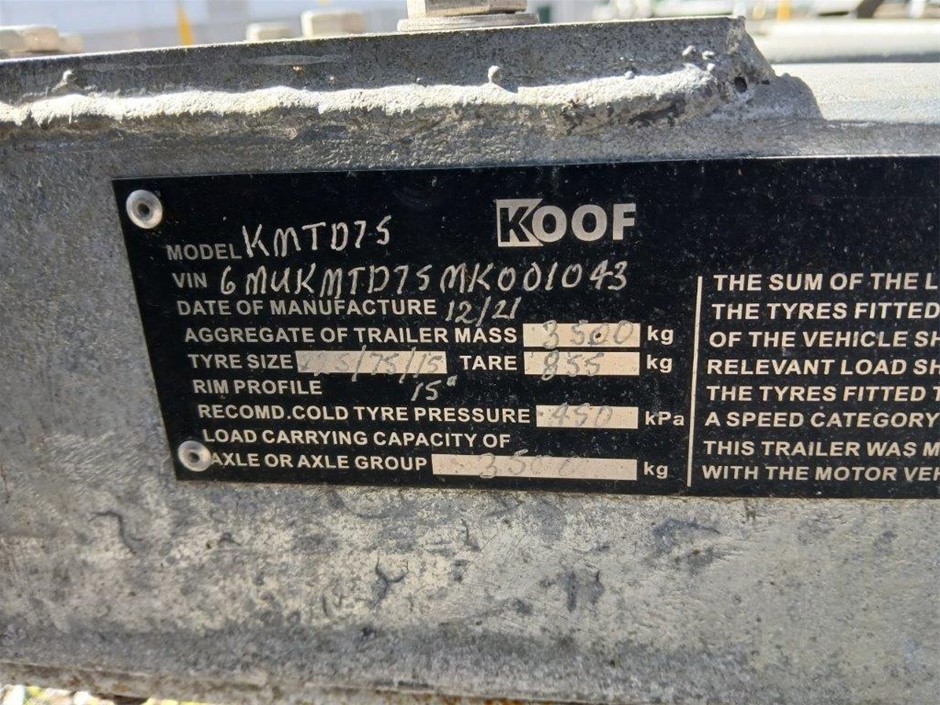 KOOF
MODEL KMTD75
VIN 6MUKMTD75MK001043
DATE OF MANUFACTURE 12/21
AGGREGATE OF TRAILER MASS 3500 kg
TYRE SIZE /75/15 TARE 855 kg
RIM PROFILE 15"
RECOMD.COLD TYRE PRESSURE 450 kPa
LOAD CARRYING CAPACITY OF
AXLE OR AXLE GROUP 3500 kg
THE SUM OF THE L
THE TYRES FITTED
OF THE VEHICLE SH
RELEVANT LOAD SH
THE TYRES FITTED T
A SPEED CATEGORY
THIS TRAILER WAS M
WITH THE MOTOR VEH